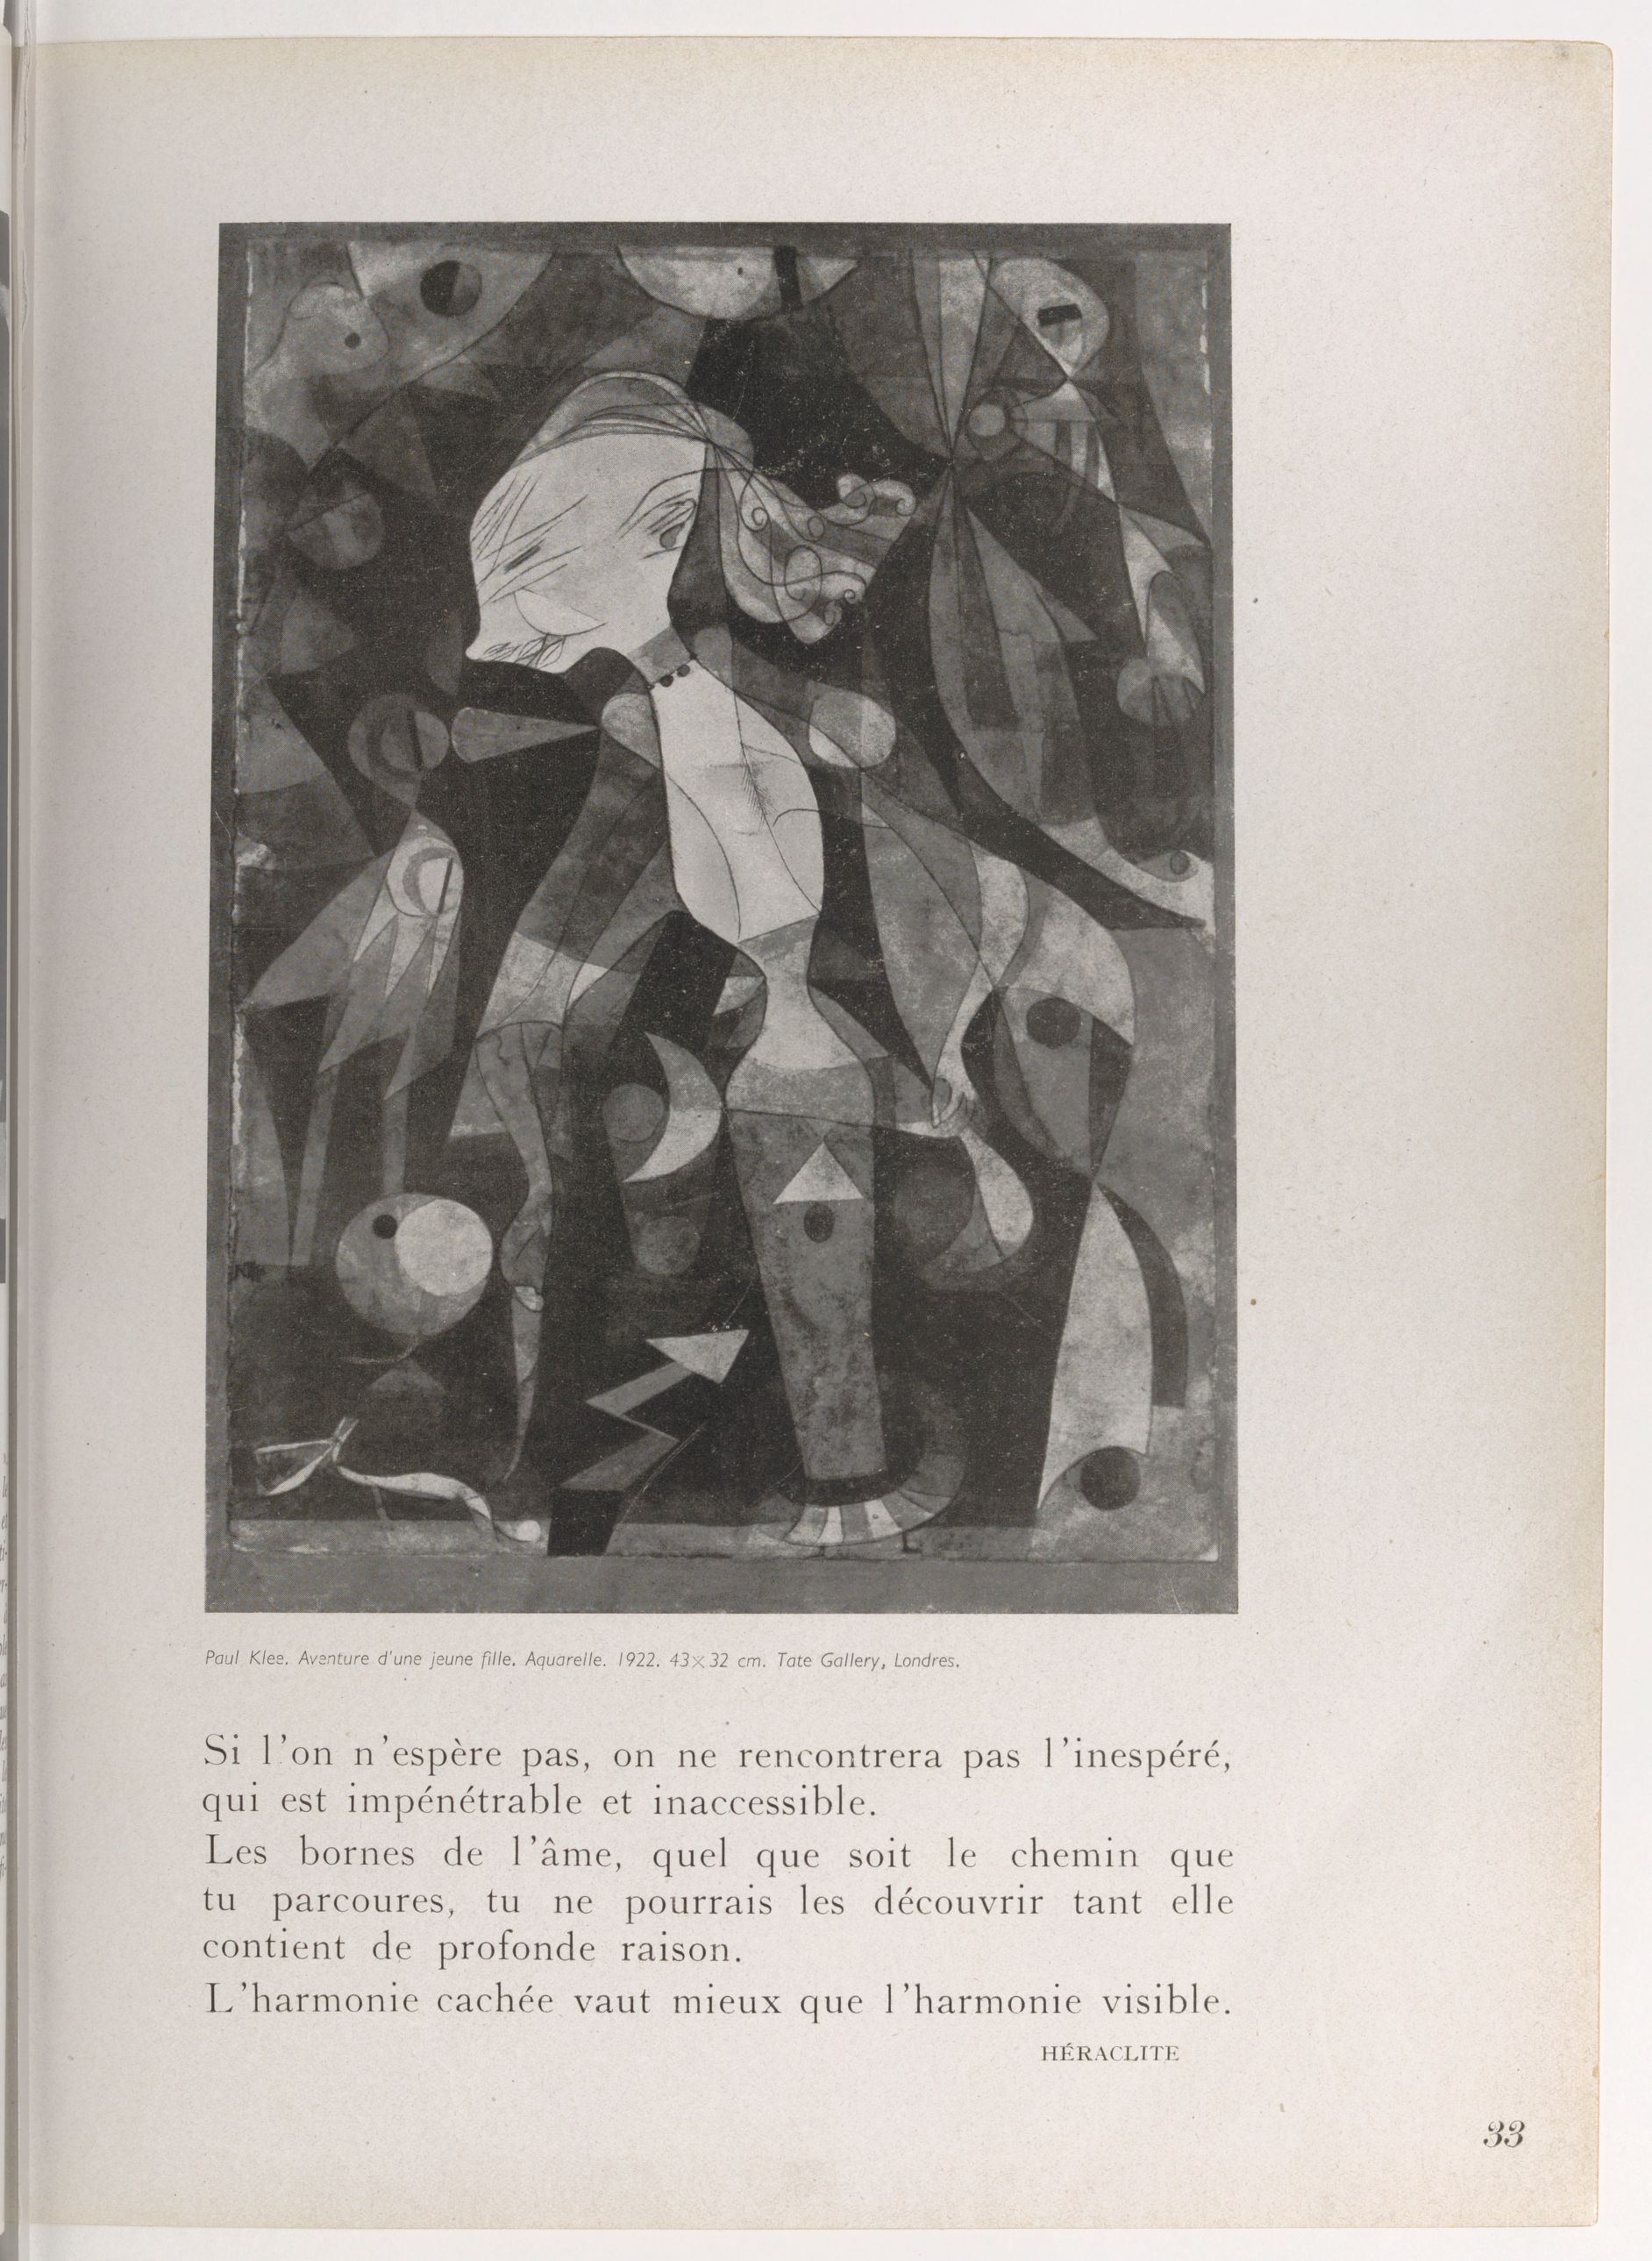 Paul Klee. Aventure d'une jeune fille. Aquarelle. 1922. 43×32 cm. Tate Gallery, Londres.
Si l'on n'espère pas, on ne rencontrera pas l'inespéré,
qui est impénétrable et inaccessible.
Les bornes de l'âme, quel que soit le chemin que
tu parcoures, tu ne pourrais les découvrir tant elle
contient de profonde raison.
L'harmonie cachée vaut mieux que l'harmonie visible.
HÉRACLITE
33